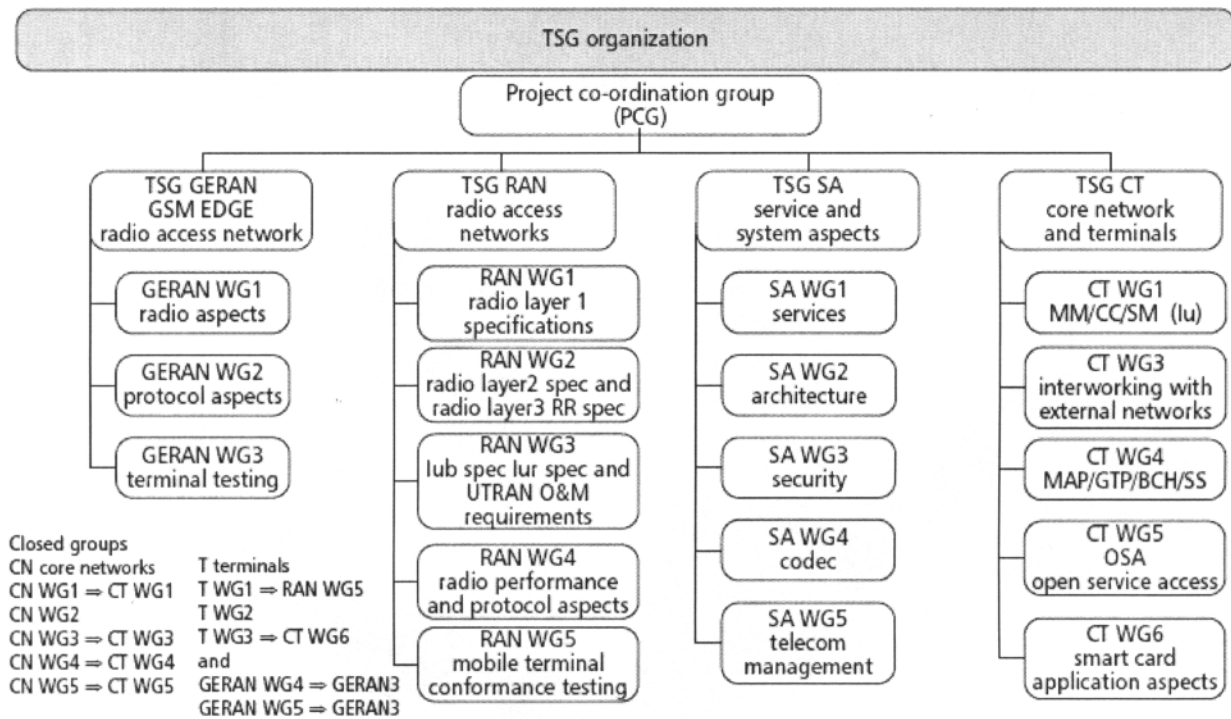 TSG organization
Project co-ordination group
(PCG)
TSG GERAN
GSM EDGE
radio access network
GERAN WG1
radio aspects
GERAN WG2
protocol aspects
GERAN WG3
terminal testing
TSG RAN
radio access
networks
RAN WG1
radio layer 1
specifications
RAN WG2
radio layer2 spec and
radio layer3 RR spec
RAN WG3
Iub spec Iur spec and
UTRAN O&M
requirements
RAN WG4
radio performance
and protocol aspects
RAN WG5
mobile terminal
conformance testing
TSG SA
service and
system aspects
SA WG1
services
SA WG2
architecture
SA WG3
security
SA WG4
codec
SA WG5
telecom
management
TSG CT
core network
and terminals
CT WG1
MM/CC/SM (Iu)
CT WG3
interworking with
external networks
CT WG4
MAP/GTP/BCH/SS
CT WG5
OSA
open service access
CT WG6
smart card
application aspects
Closed groups
CN core networks
CN WG1 ⇒ CT WG1
CN WG2
CN WG3 ⇒ CT WG3
CN WG4 ⇒ CT WG4
CN WG5 ⇒ CT WG5
T terminals
T WG1 ⇒ RAN WG5
T WG2
T WG3 ⇒ CT WG6
and
GERAN WG4 ⇒ GERAN3
GERAN WG5 ⇒ GERAN3